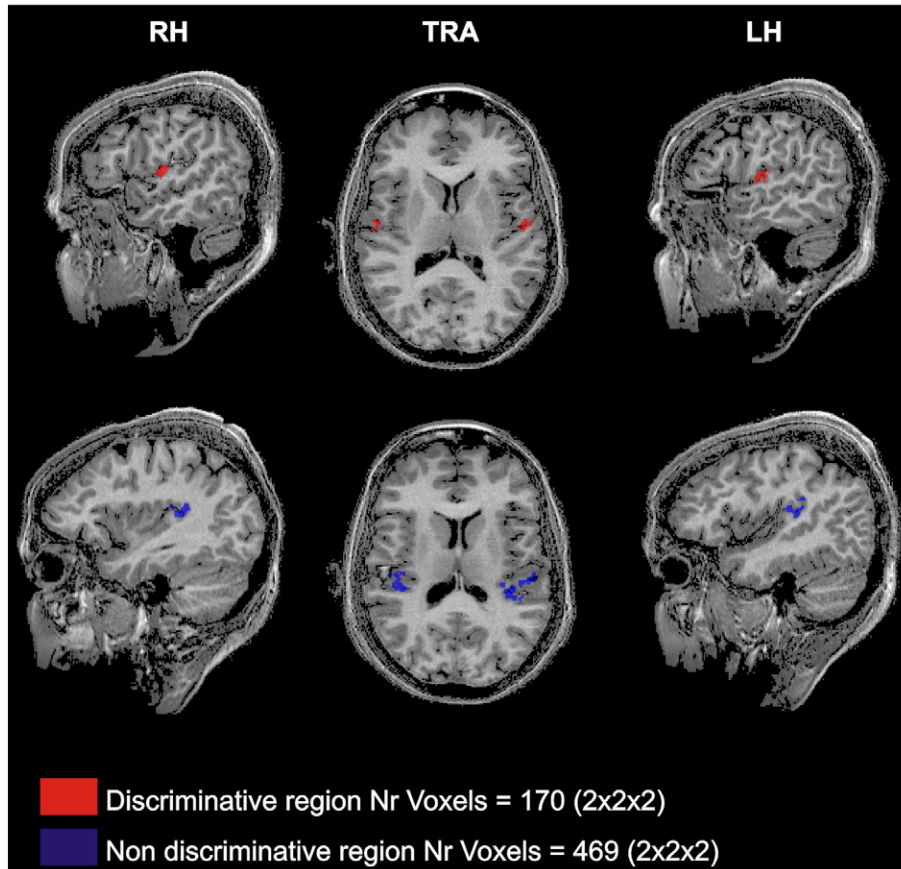 RH TRA LH
Discriminative region Nr Voxels = 170 (2x2x2)
Non discriminative region Nr Voxels = 469 (2x2x2)